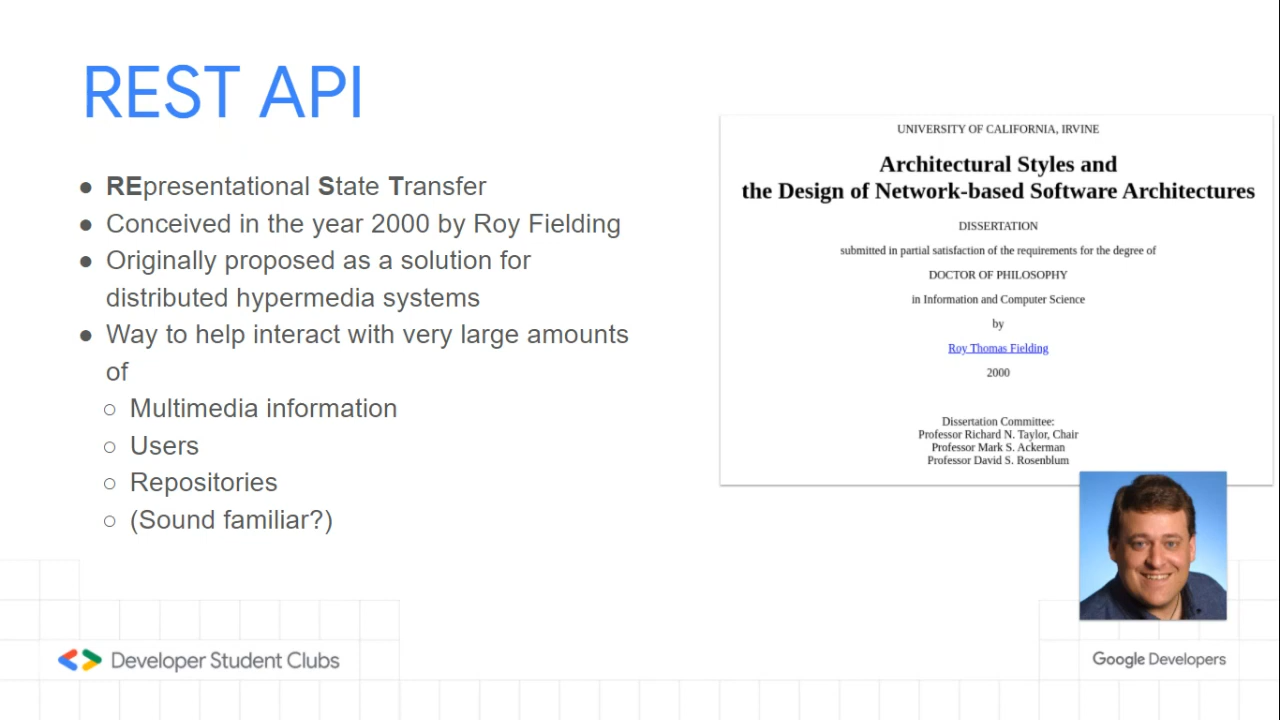 REST API
● REpresentational State Transfer
● Conceived in the year 2000 by Roy Fielding
● Originally proposed as a solution for
distributed hypermedia systems
● Way to help interact with very large amounts
of
○ Multimedia information
○ Users
○ Repositories
○ (Sound familiar?)
UNIVERSITY OF CALIFORNIA, IRVINE
Architectural Styles and
the Design of Network-based Software Architectures
DISSERTATION
submitted in partial satisfaction of the requirements for the degree of
DOCTOR OF PHILOSOPHY
in Information and Computer Science
by
Roy Thomas Fielding
2000
Dissertation Committee:
Professor Richard N. Taylor, Chair
Professor Mark S. Ackerman
Professor David S. Rosenblum
Developer Student Clubs
Google Developers